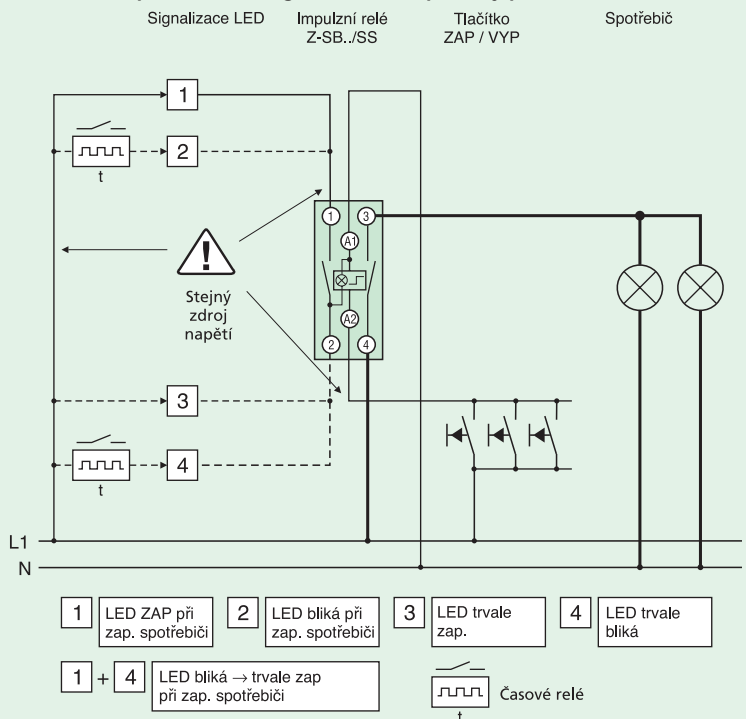 Signalizace LED
Impulzní relé
Z-SB../SS
Tlačítko
ZAP / VYP
Spotřebič
1
2
t
1
3
A1
!
Stejný
zdroj
napětí
A2
2
4
3
4
t
L1
N
1 LED ZAP při
zap. spotřebiči
2 LED bliká při
zap. spotřebiči
3 LED trvale
zap.
4 LED trvale
bliká
1 + 4 LED bliká → trvale zap
při zap. spotřebiči
Časové relé
t